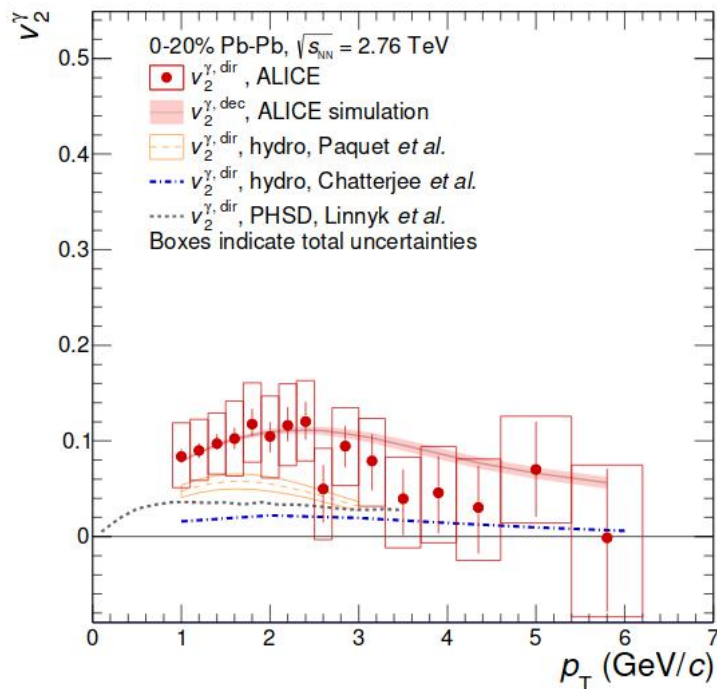 v₂^γ
0.5
0.4
0.3
0.2
0.1
0
0-20% Pb-Pb, √s_NN = 2.76 TeV
v₂^γ, dir, ALICE
v₂^γ, dec, ALICE simulation
v₂^γ, dir, hydro, Paquet et al.
v₂^γ, dir, hydro, Chatterjee et al.
v₂^γ, dir, PHSD, Linnyk et al.
Boxes indicate total uncertainties
0 1 2 3 4 5 6 7
p_T (GeV/c)